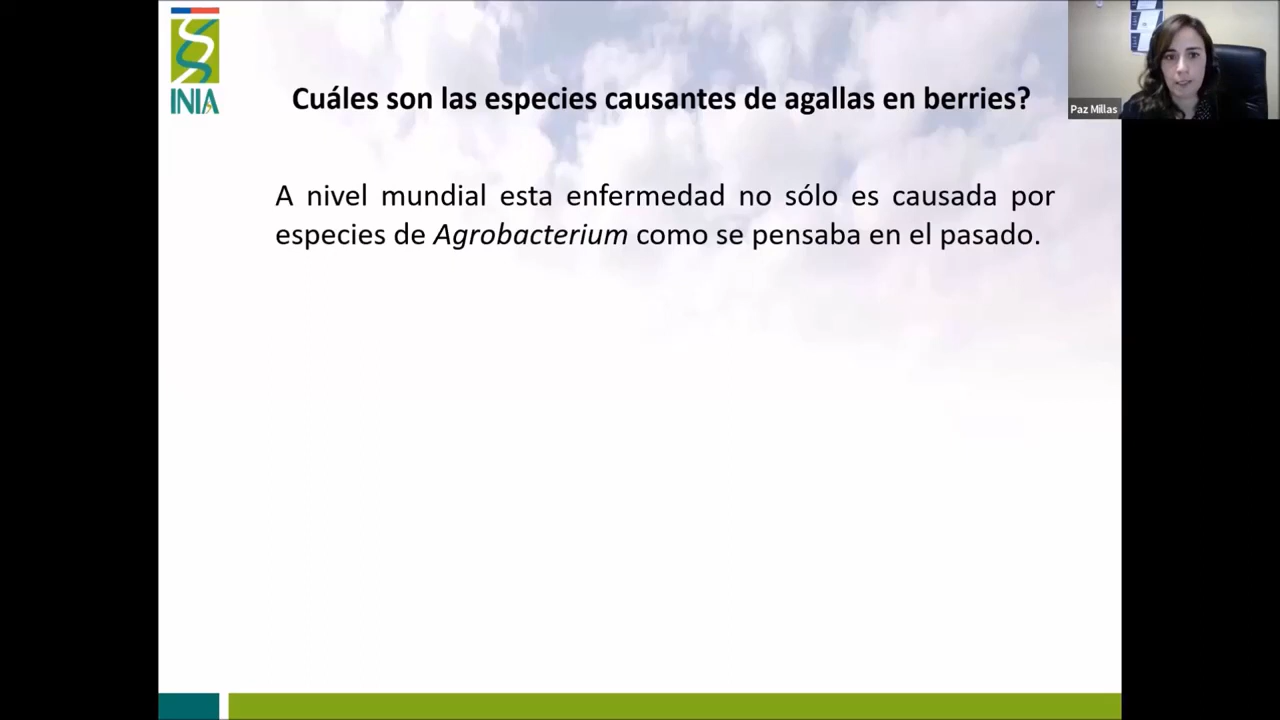 INIA
Cuáles son las especies causantes de agallas en berries?
Paz Millas
A nivel mundial esta enfermedad no sólo es causada por
especies de Agrobacterium como se pensaba en el pasado.